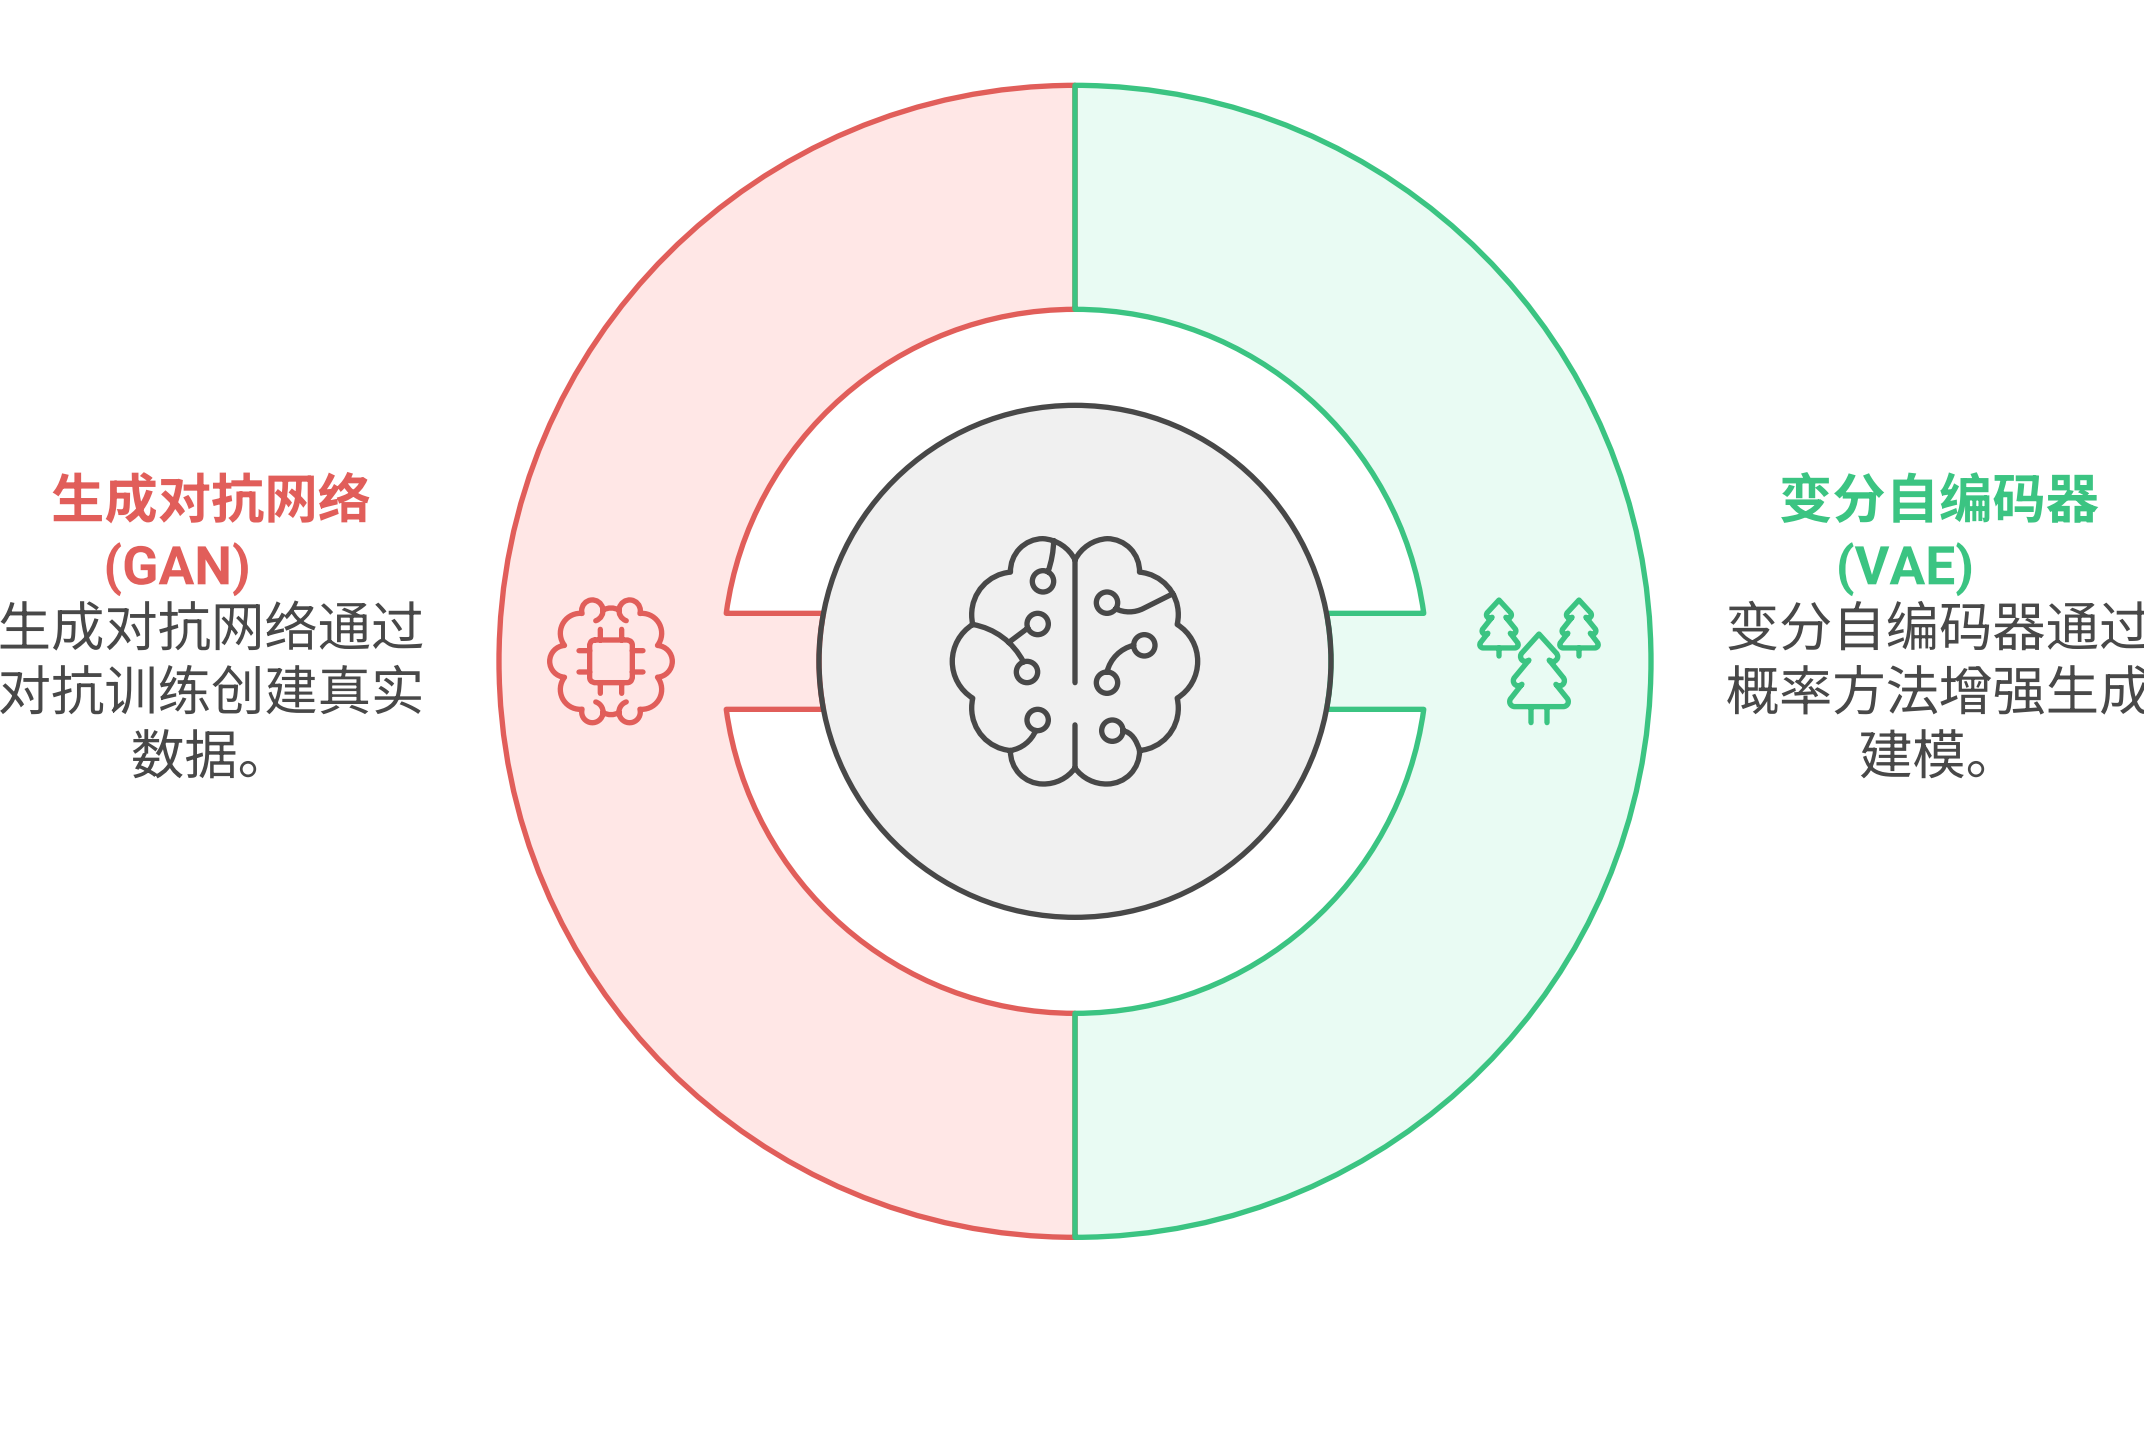 生成对抗网络
(GAN)
生成对抗网络通过
对抗训练创建真实
数据。
变分自编码器
(VAE)
变分自编码器通过
概率方法增强生成
建模。